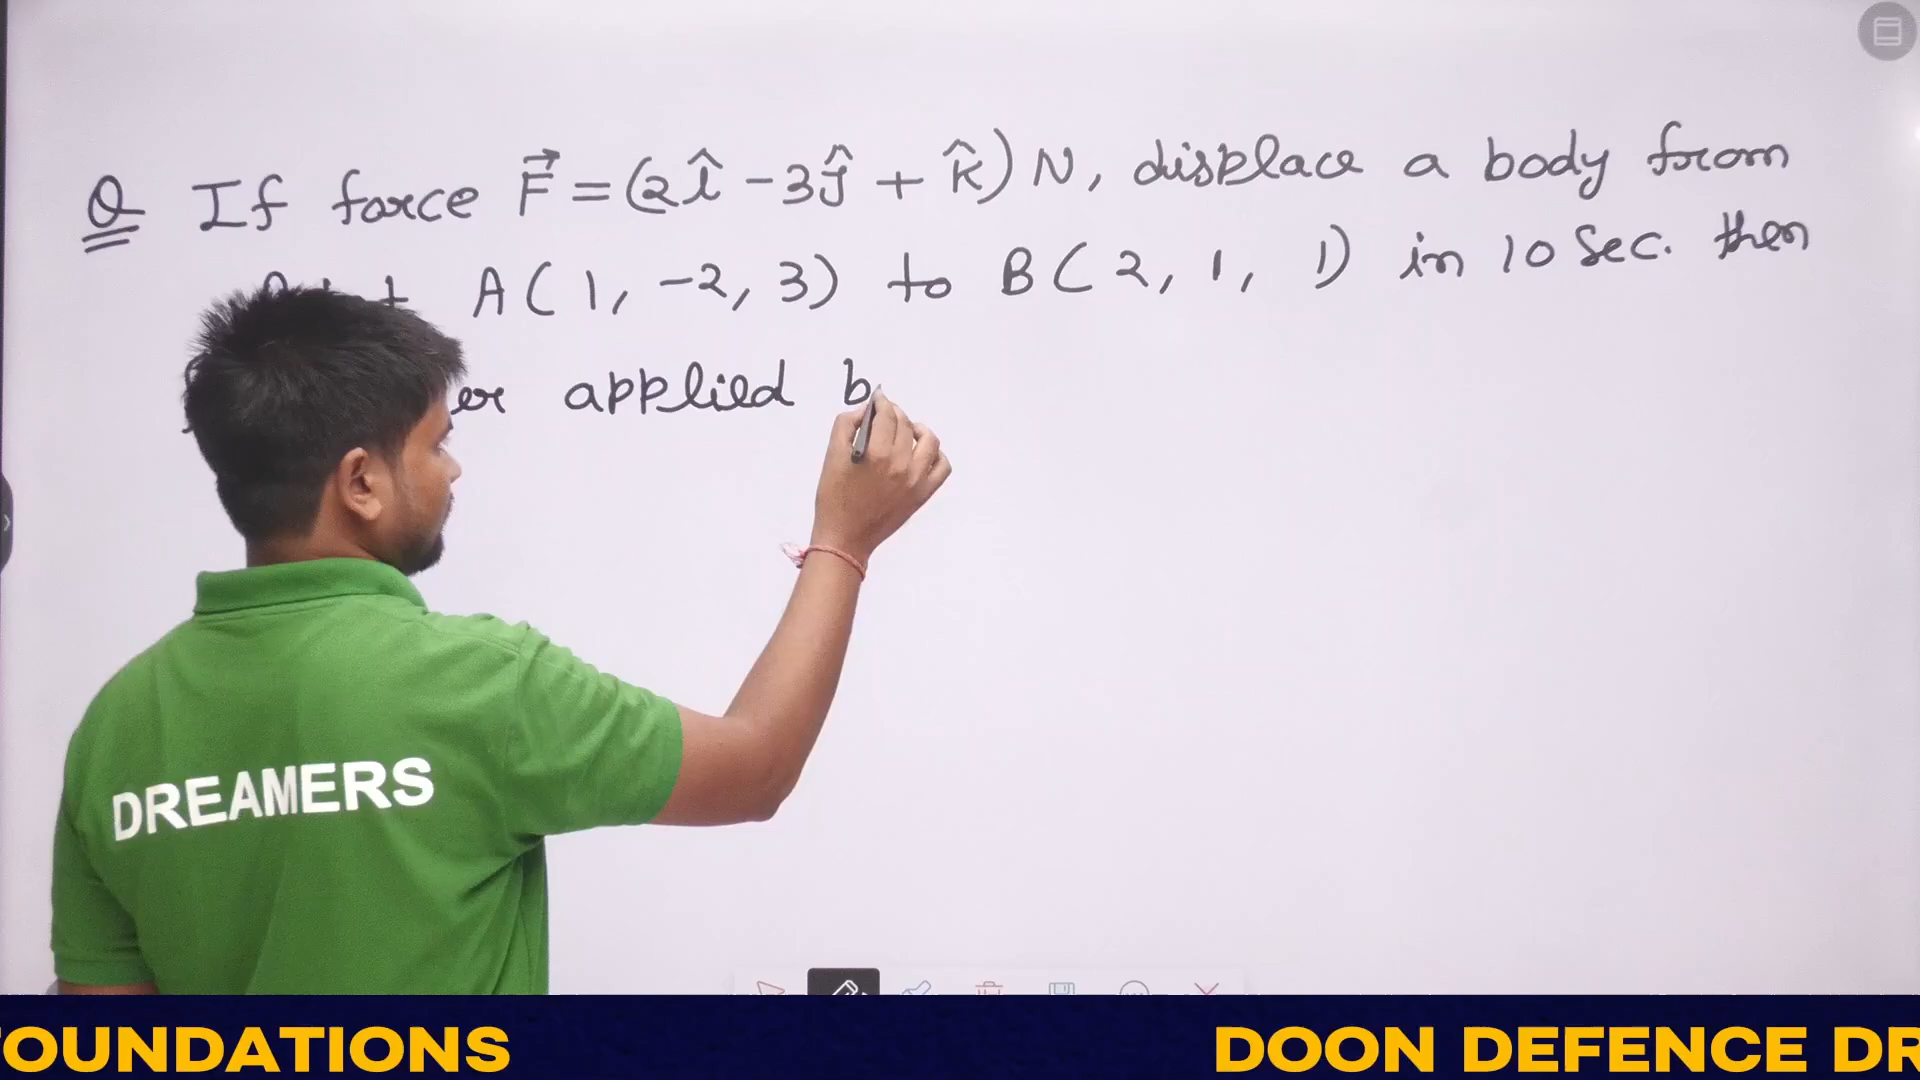 Q If force F⃗ = (2î - 3ĵ + k̂) N, displace a body from
A ( 1, -2, 3 ) to B ( 2, 1, 1 ) in 10 Sec. then
er applied b
DREAMERS
FOUNDATIONS DOON DEFENCE DR